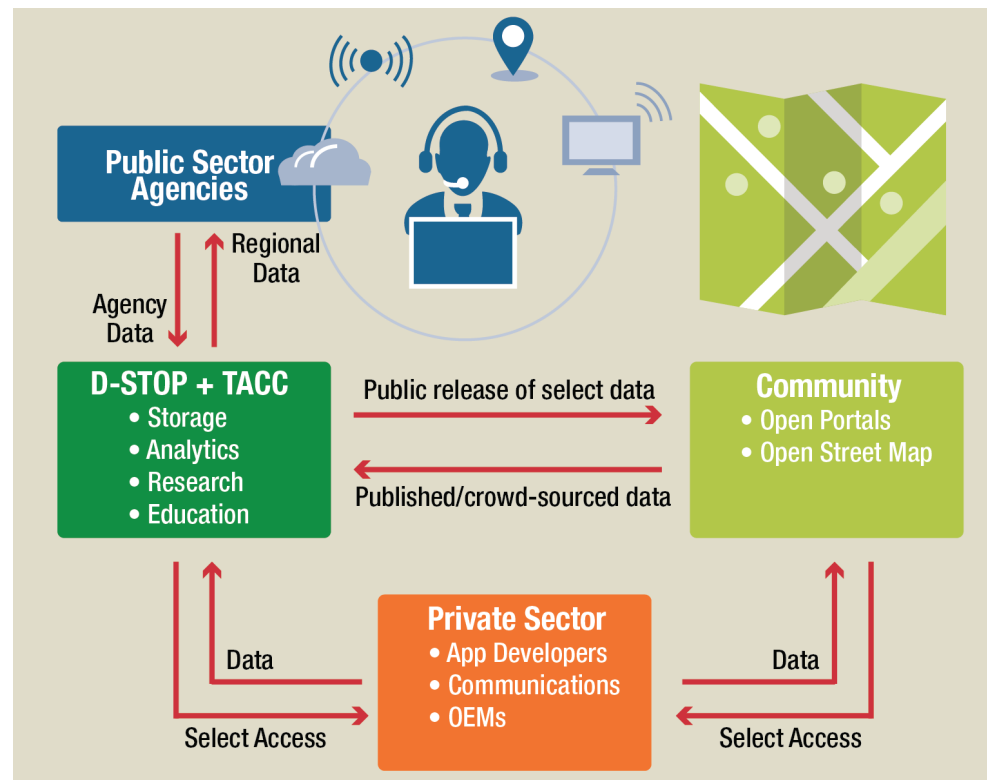 Public Sector
Agencies
Regional
Data
Agency
Data
D-STOP + TACC
• Storage
• Analytics
• Research
• Education
Public release of select data
Published/crowd-sourced data
Community
• Open Portals
• Open Street Map
Private Sector
• App Developers
• Communications
• OEMs
Data
Select Access
Data
Select Access